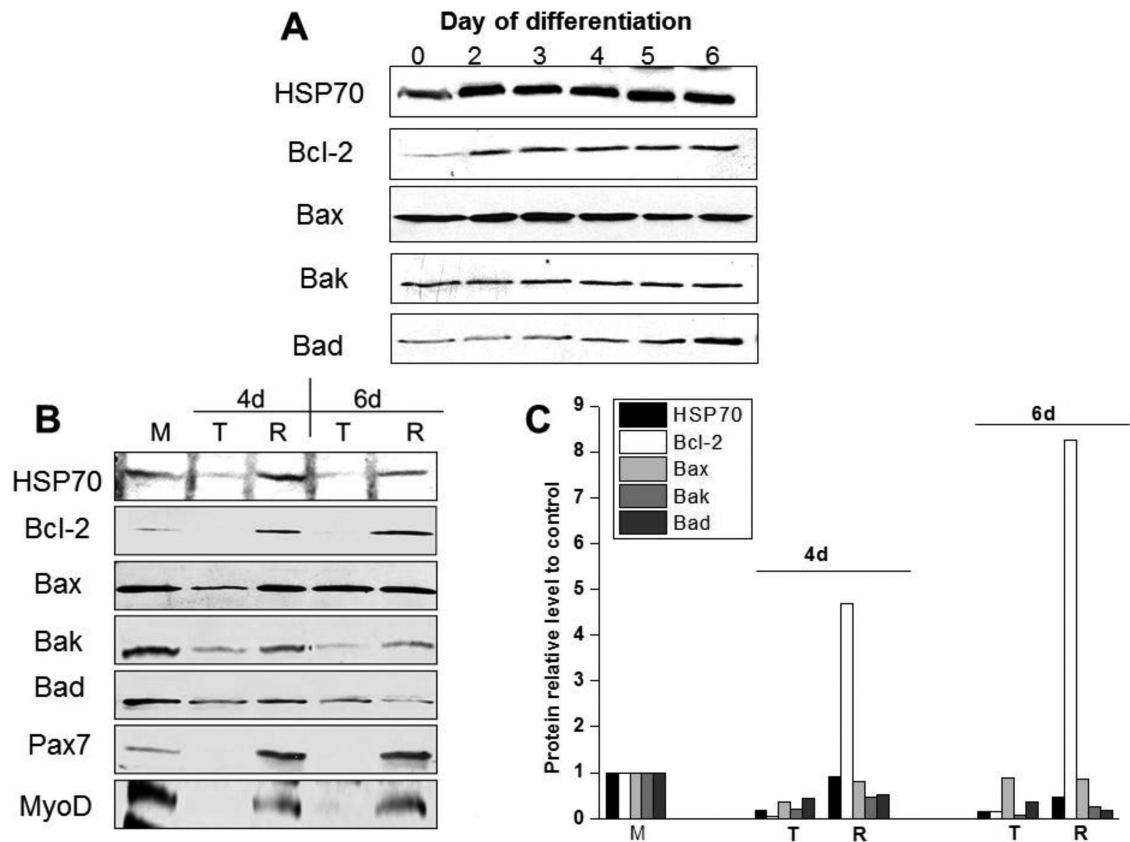 A
Day of differentiation
0 2 3 4 5 6
HSP70
Bcl-2
Bax
Bak
Bad
B
4d 6d
M T R T R
HSP70
Bcl-2
Bax
Bak
Bad
Pax7
MyoD
C
Protein relative level to control
9
8
7
6
5
4
3
2
1
0
HSP70
Bcl-2
Bax
Bak
Bad
4d
6d
M T R T R